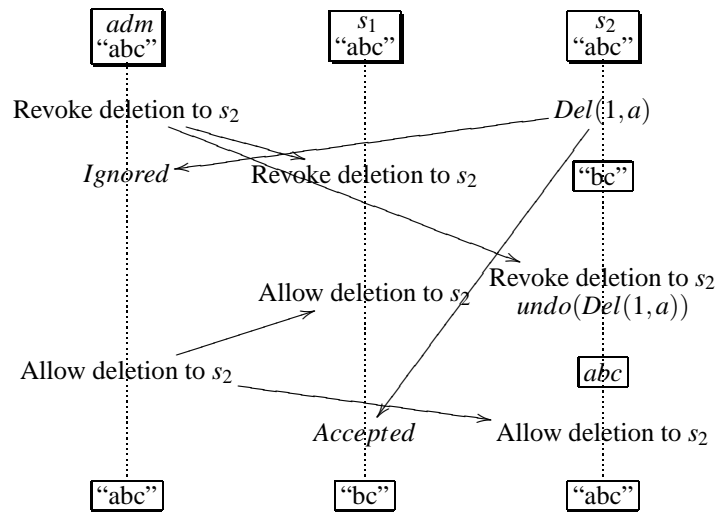 adm
“abc”
s1
“abc”
s2
“abc”
Revoke deletion to s2
Del(1,a)
Ignored
Revoke deletion to s2
“bc”
Revoke deletion to s2
undo(Del(1,a))
Allow deletion to s2
Allow deletion to s2
abc
Accepted
Allow deletion to s2
“abc”
“bc”
“abc”